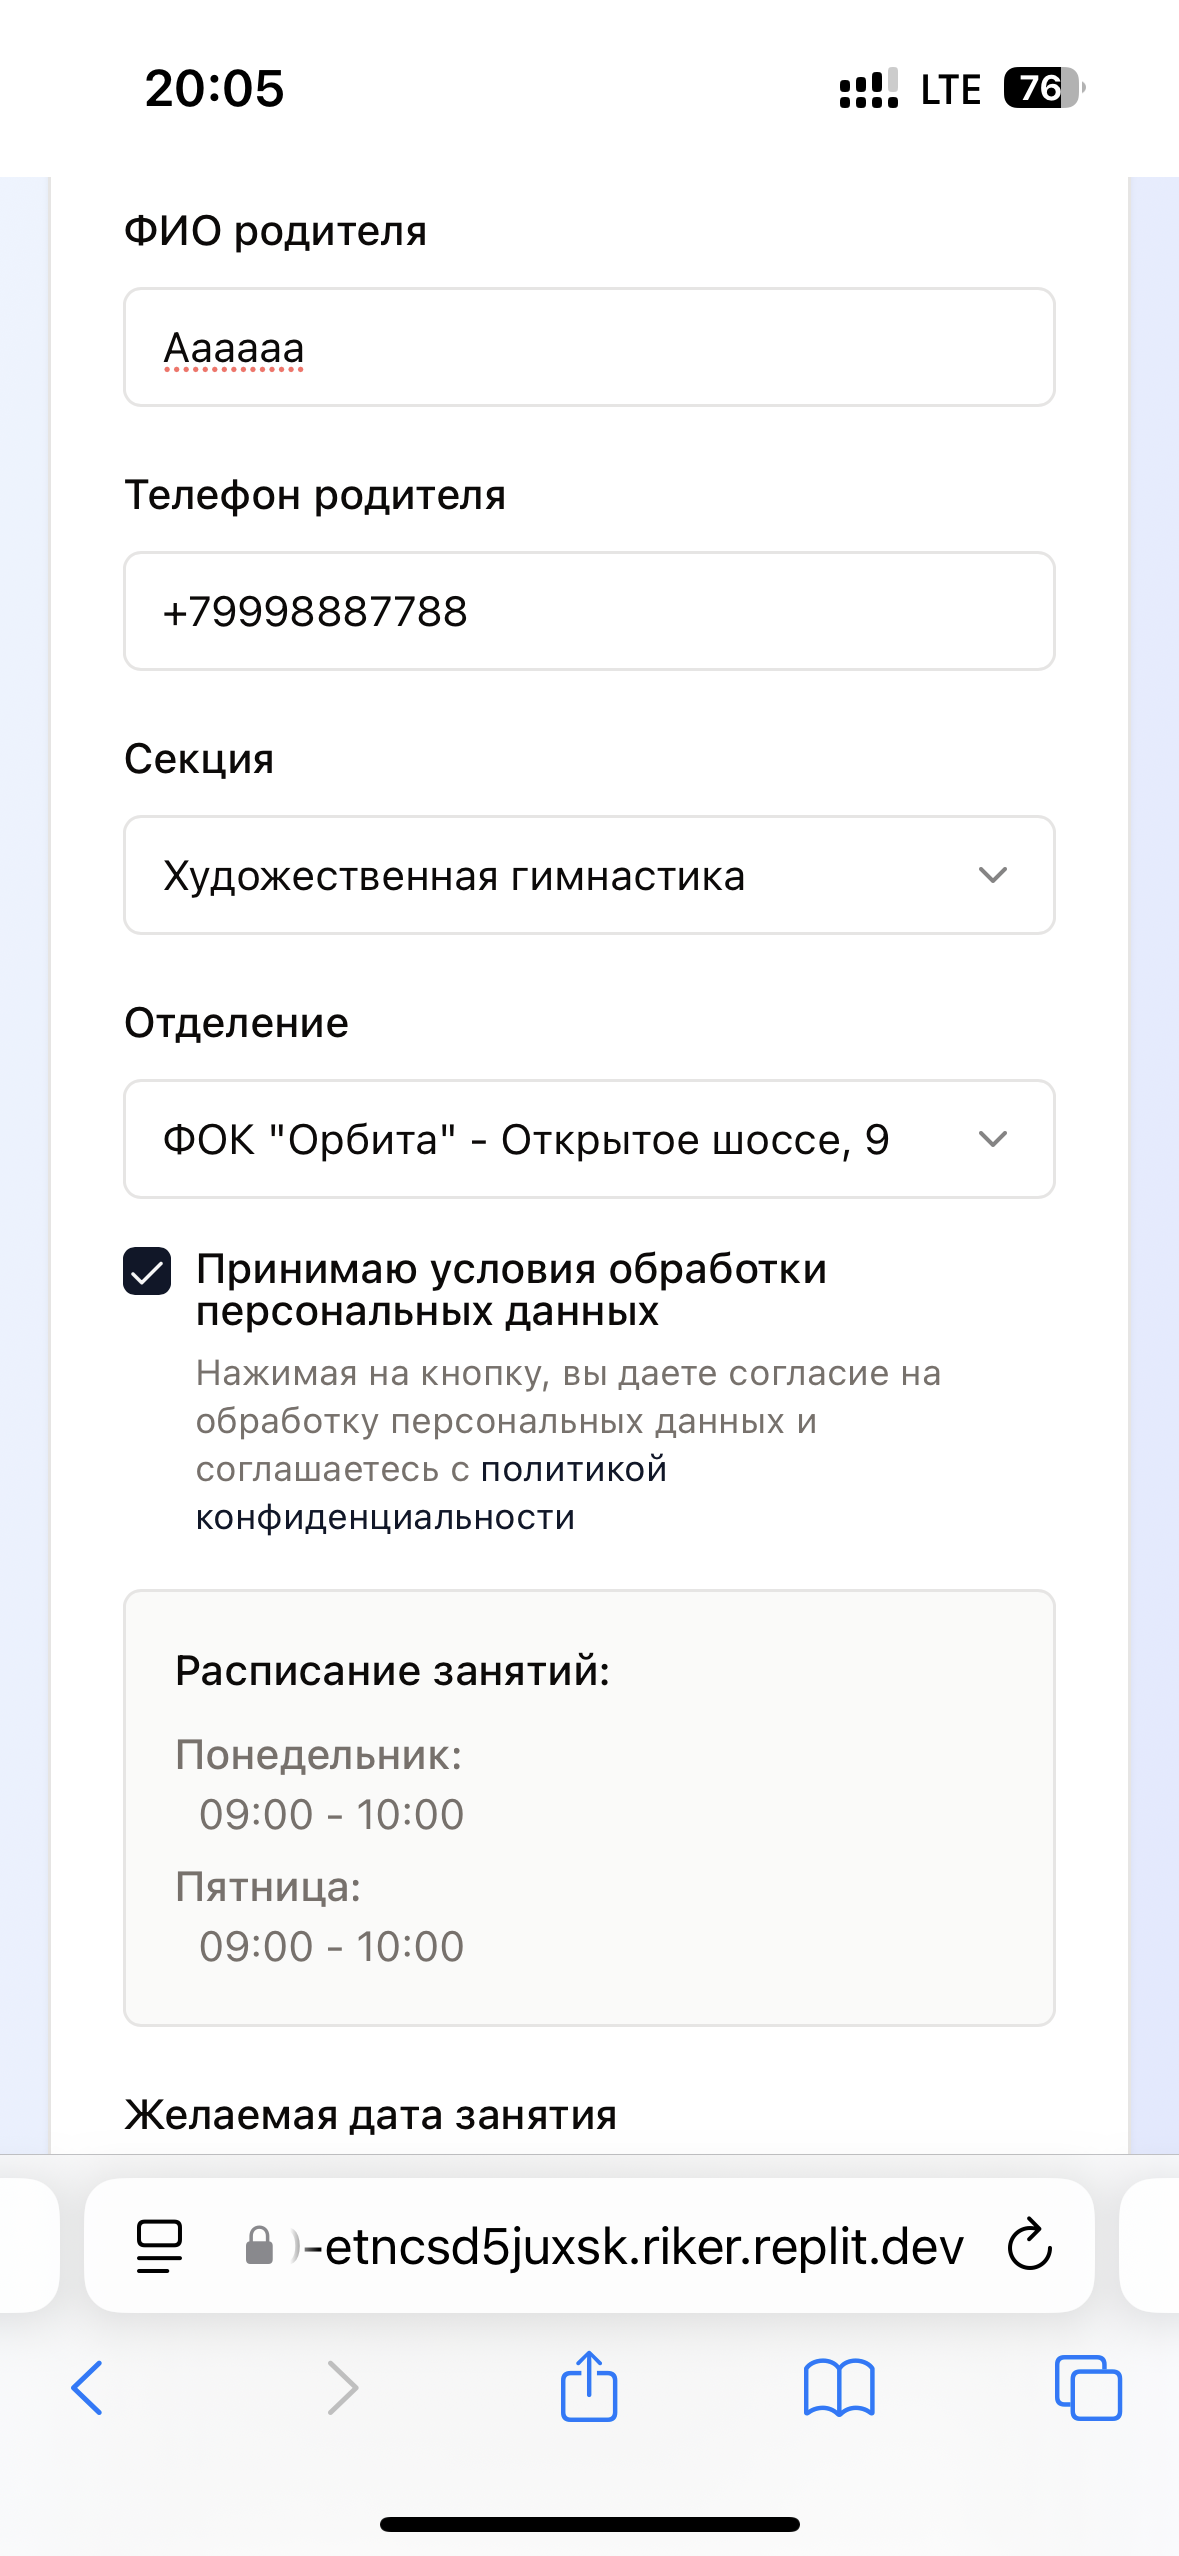 20:05
LTE 76
ФИО родителя
Аааааа
Телефон родителя
+79998887788
Секция
Художественная гимнастика
Отделение
ФОК "Орбита" - Открытое шоссе, 9
Принимаю условия обработки
персональных данных
Нажимая на кнопку, вы даете согласие на
обработку персональных данных и
соглашаетесь с политикой
конфиденциальности
Расписание занятий:
Понедельник:
09:00 - 10:00
Пятница:
09:00 - 10:00
Желаемая дата занятия
-etncsd5juxsk.riker.replit.dev